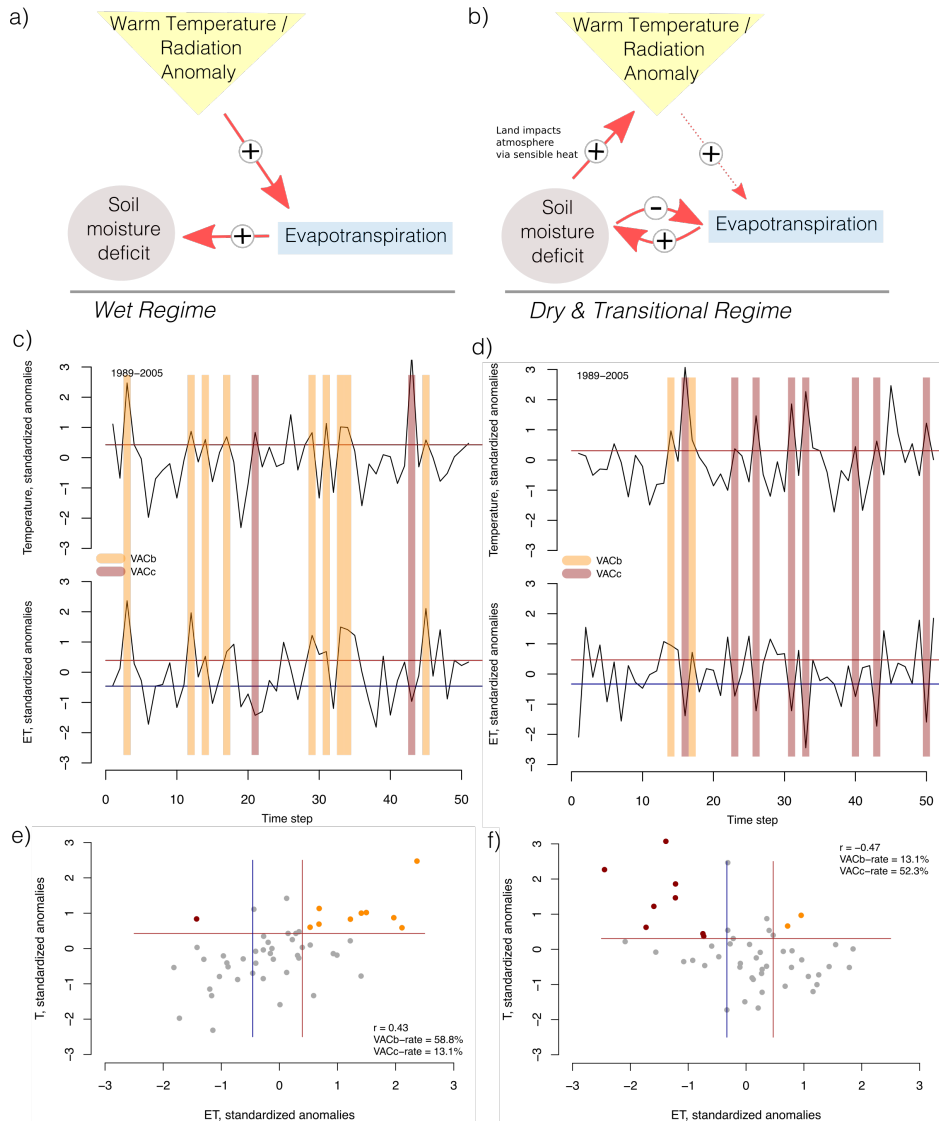 a)
Warm Temperature /
Radiation
Anomaly
+
Soil
moisture
deficit
+
Evapotranspiration
Wet Regime
b)
Warm Temperature /
Radiation
Anomaly
Land impacts
atmosphere
via sensible heat
+
+
Soil
moisture
deficit
−
+
Evapotranspiration
Dry & Transitional Regime
c)
1989−2005
Temperature, standardized anomalies
3
2
1
0
−1
−2
−3
VACb
VACc
ET, standardized anomalies
3
2
1
0
−1
−2
−3
0 10 20 30 40 50
Time step
d)
1989−2005
Temperature, standardized anomalies
3
2
1
0
−1
−2
−3
VACb
VACc
ET, standardized anomalies
3
2
1
0
−1
−2
−3
0 10 20 30 40 50
Time step
e)
T, standardized anomalies
3
2
1
0
−1
−2
−3
r = 0.43
VACb−rate = 58.8%
VACc−rate = 13.1%
−3 −2 −1 0 1 2 3
ET, standardized anomalies
f)
r = −0.47
VACb−rate = 13.1%
VACc−rate = 52.3%
T, standardized anomalies
3
2
1
0
−1
−2
−3
−3 −2 −1 0 1 2 3
ET, standardized anomalies